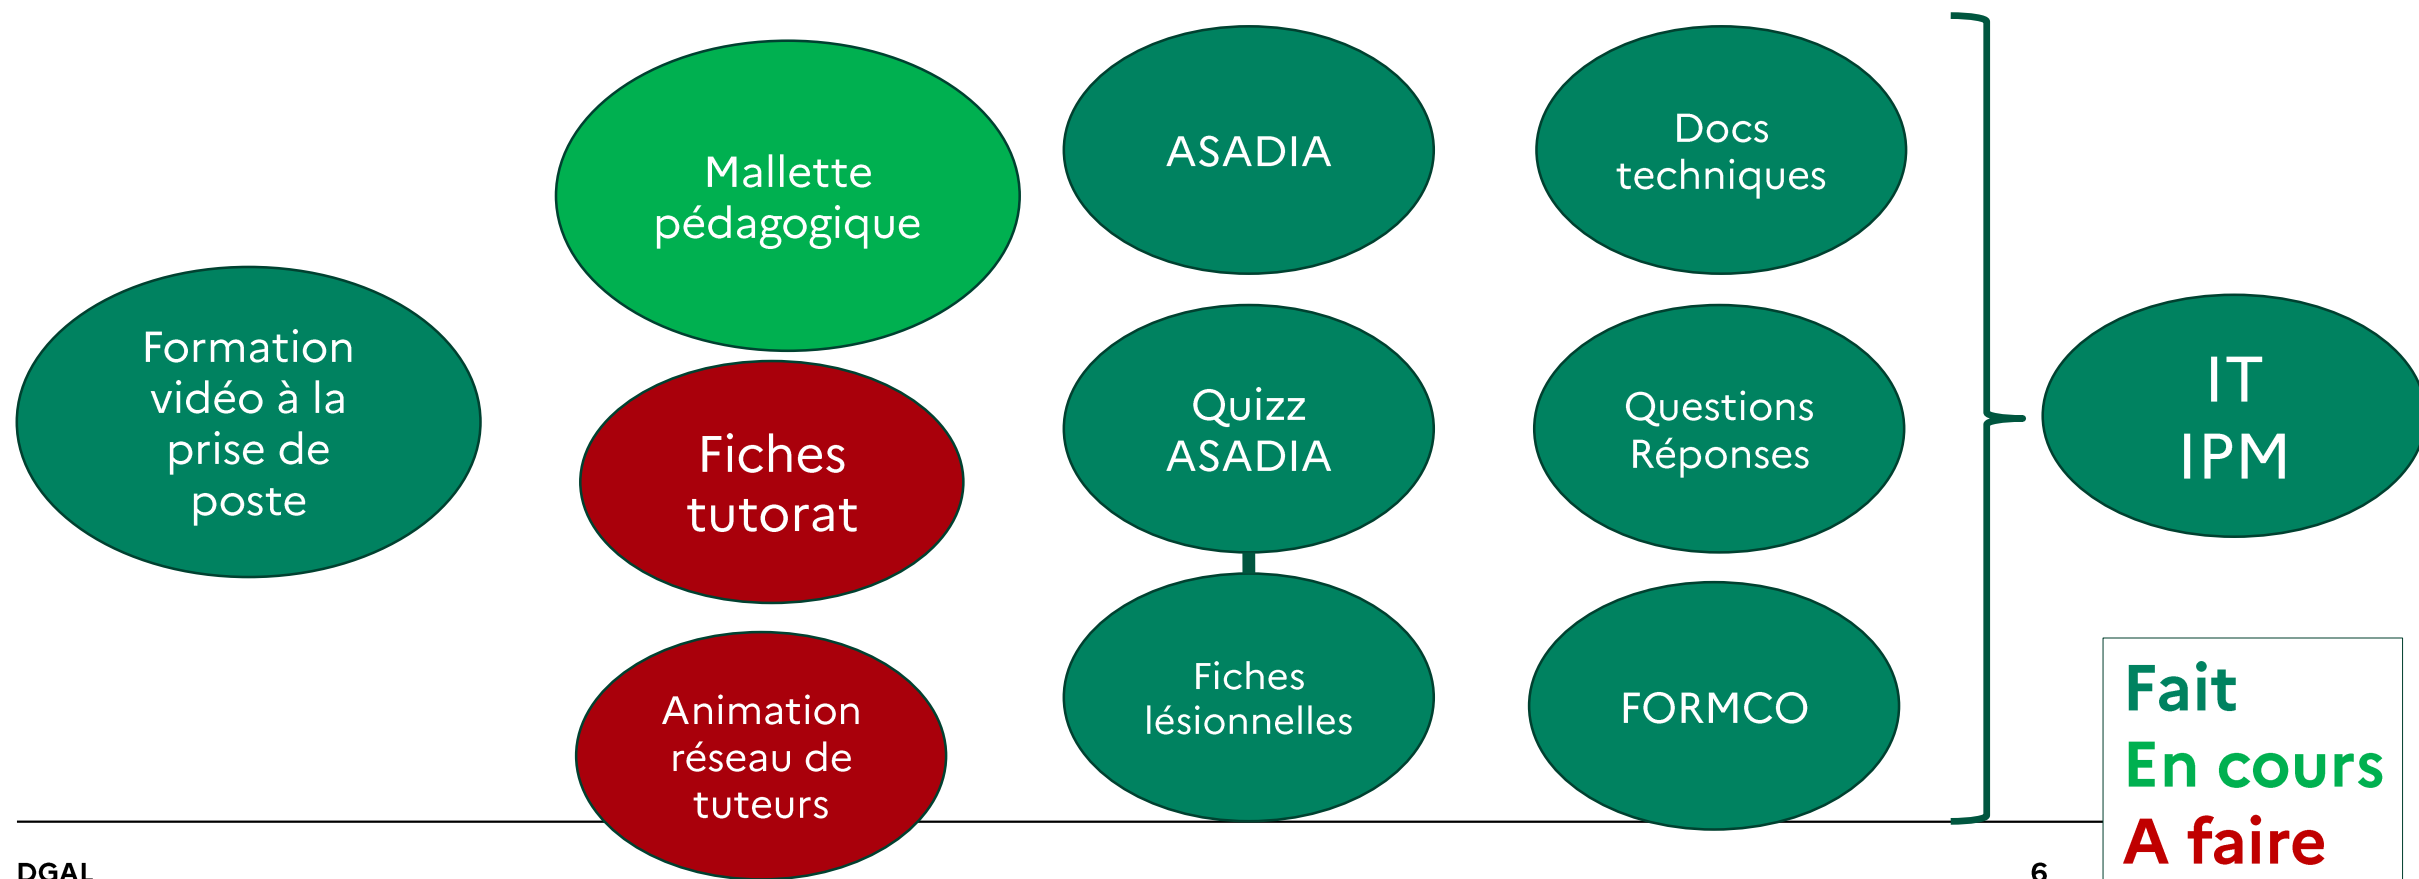 Formation
vidéo à la
prise de
poste
Mallette
pédagogique
Fiches
tutorat
Animation
réseau de
tuteurs
ASADIA
Quizz
ASADIA
Fiches
lésionnelles
Docs
techniques
Questions
Réponses
FORMCO
IT
IPM
Fait
En cours
A faire
DGAL
6